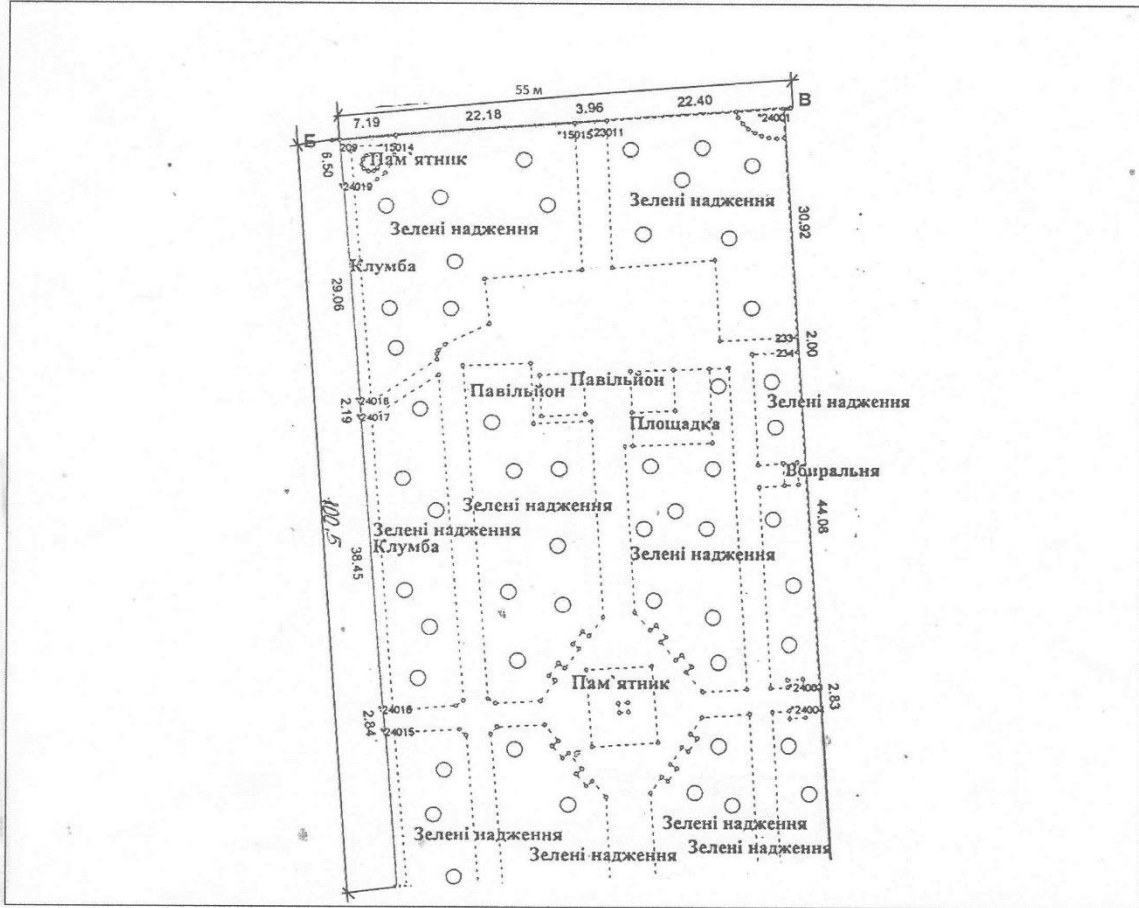 55 м
В
7.19 22.18 3.96 22.40
Б
209 *15014 *15015 *23011 *24001
6.50
Пам`ятник
*24019
Зелені надження
Зелені надження
30.92
Клумба
29.06
2.00
233
234
Павільйон
Павільйон
Зелені надження
*24018
2.19
*24017
Площадка
Вбиральня
44.08
Зелені надження
Зелені надження
Клумба
Зелені надження
100,5
38.45
Пам`ятник
*24003
2.83
*24016
*24004
2.84
*24015
Зелені надження
Зелені надження
Зелені надження
Зелені надження